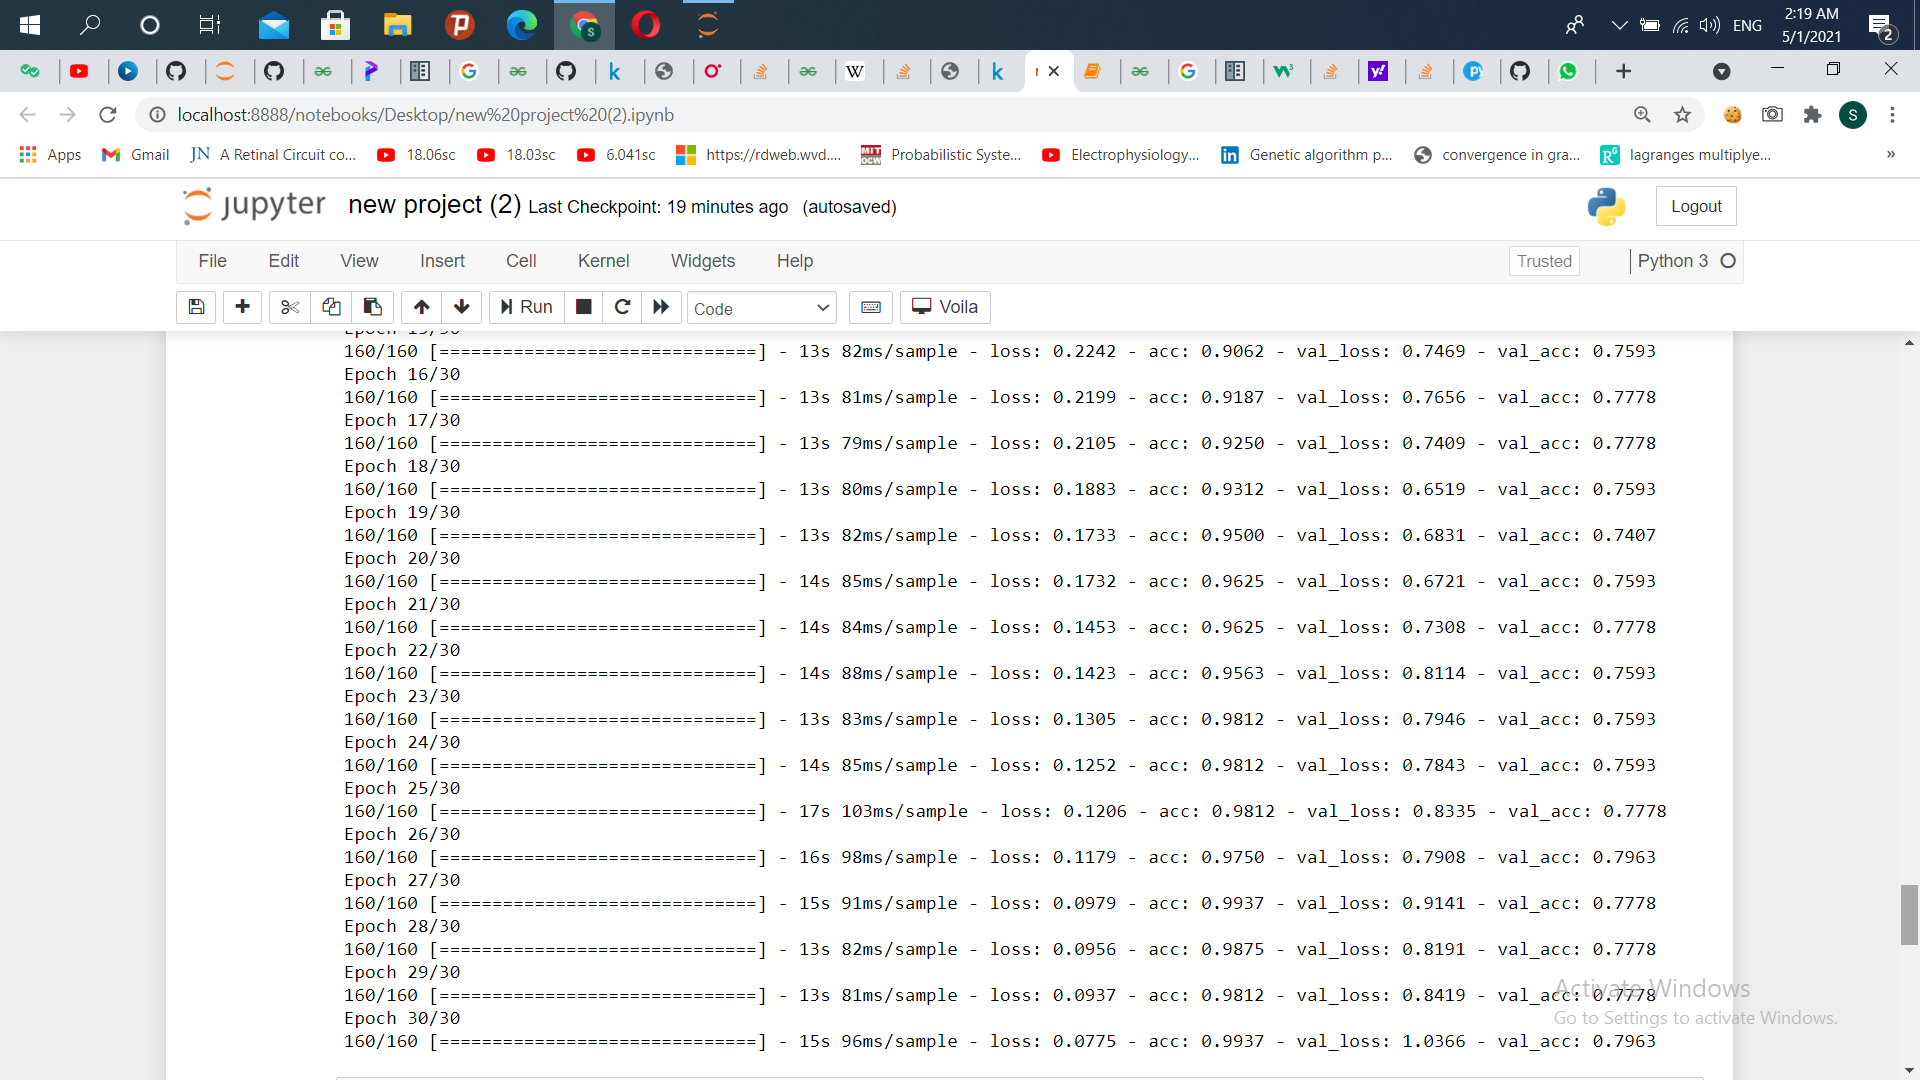 2:19 AM
ENG
5/1/2021
2
localhost:8888/notebooks/Desktop/new%20project%20(2).ipynb
S
Apps Gmail JN A Retinal Circuit co... 18.06sc 18.03sc 6.041sc https://rdweb.wvd.... MIT OCW Probabilistic Syste... Electrophysiology... in Genetic algorithm p... convergence in gra... lagranges multiplye... »
jupyter new project (2) Last Checkpoint: 19 minutes ago (autosaved)
Logout
File Edit View Insert Cell Kernel Widgets Help
Trusted Python 3
Run Code Voila
Epoch 15/30
160/160 [==============================] - 13s 82ms/sample - loss: 0.2242 - acc: 0.9062 - val_loss: 0.7469 - val_acc: 0.7593
Epoch 16/30
160/160 [==============================] - 13s 81ms/sample - loss: 0.2199 - acc: 0.9187 - val_loss: 0.7656 - val_acc: 0.7778
Epoch 17/30
160/160 [==============================] - 13s 79ms/sample - loss: 0.2105 - acc: 0.9250 - val_loss: 0.7409 - val_acc: 0.7778
Epoch 18/30
160/160 [==============================] - 13s 80ms/sample - loss: 0.1883 - acc: 0.9312 - val_loss: 0.6519 - val_acc: 0.7593
Epoch 19/30
160/160 [==============================] - 13s 82ms/sample - loss: 0.1733 - acc: 0.9500 - val_loss: 0.6831 - val_acc: 0.7407
Epoch 20/30
160/160 [==============================] - 14s 85ms/sample - loss: 0.1732 - acc: 0.9625 - val_loss: 0.6721 - val_acc: 0.7593
Epoch 21/30
160/160 [==============================] - 14s 84ms/sample - loss: 0.1453 - acc: 0.9625 - val_loss: 0.7308 - val_acc: 0.7778
Epoch 22/30
160/160 [==============================] - 14s 88ms/sample - loss: 0.1423 - acc: 0.9563 - val_loss: 0.8114 - val_acc: 0.7593
Epoch 23/30
160/160 [==============================] - 13s 83ms/sample - loss: 0.1305 - acc: 0.9812 - val_loss: 0.7946 - val_acc: 0.7593
Epoch 24/30
160/160 [==============================] - 14s 85ms/sample - loss: 0.1252 - acc: 0.9812 - val_loss: 0.7843 - val_acc: 0.7593
Epoch 25/30
160/160 [==============================] - 17s 103ms/sample - loss: 0.1206 - acc: 0.9812 - val_loss: 0.8335 - val_acc: 0.7778
Epoch 26/30
160/160 [==============================] - 16s 98ms/sample - loss: 0.1179 - acc: 0.9750 - val_loss: 0.7908 - val_acc: 0.7963
Epoch 27/30
160/160 [==============================] - 15s 91ms/sample - loss: 0.0979 - acc: 0.9937 - val_loss: 0.9141 - val_acc: 0.7778
Epoch 28/30
160/160 [==============================] - 13s 82ms/sample - loss: 0.0956 - acc: 0.9875 - val_loss: 0.8191 - val_acc: 0.7778
Epoch 29/30
160/160 [==============================] - 13s 81ms/sample - loss: 0.0937 - acc: 0.9812 - val_loss: 0.8419 - val_acc: 0.7778
Epoch 30/30
160/160 [==============================] - 15s 96ms/sample - loss: 0.0775 - acc: 0.9937 - val_loss: 1.0366 - val_acc: 0.7963
Activate Windows
Go to Settings to activate Windows.